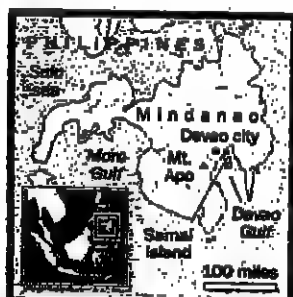 PHILIPPINES
Sulu
sea
Mindanao
Davao city
Moro
Gulf
Mt.
Apo
Davao
Gulf
Samal
Island
100 miles